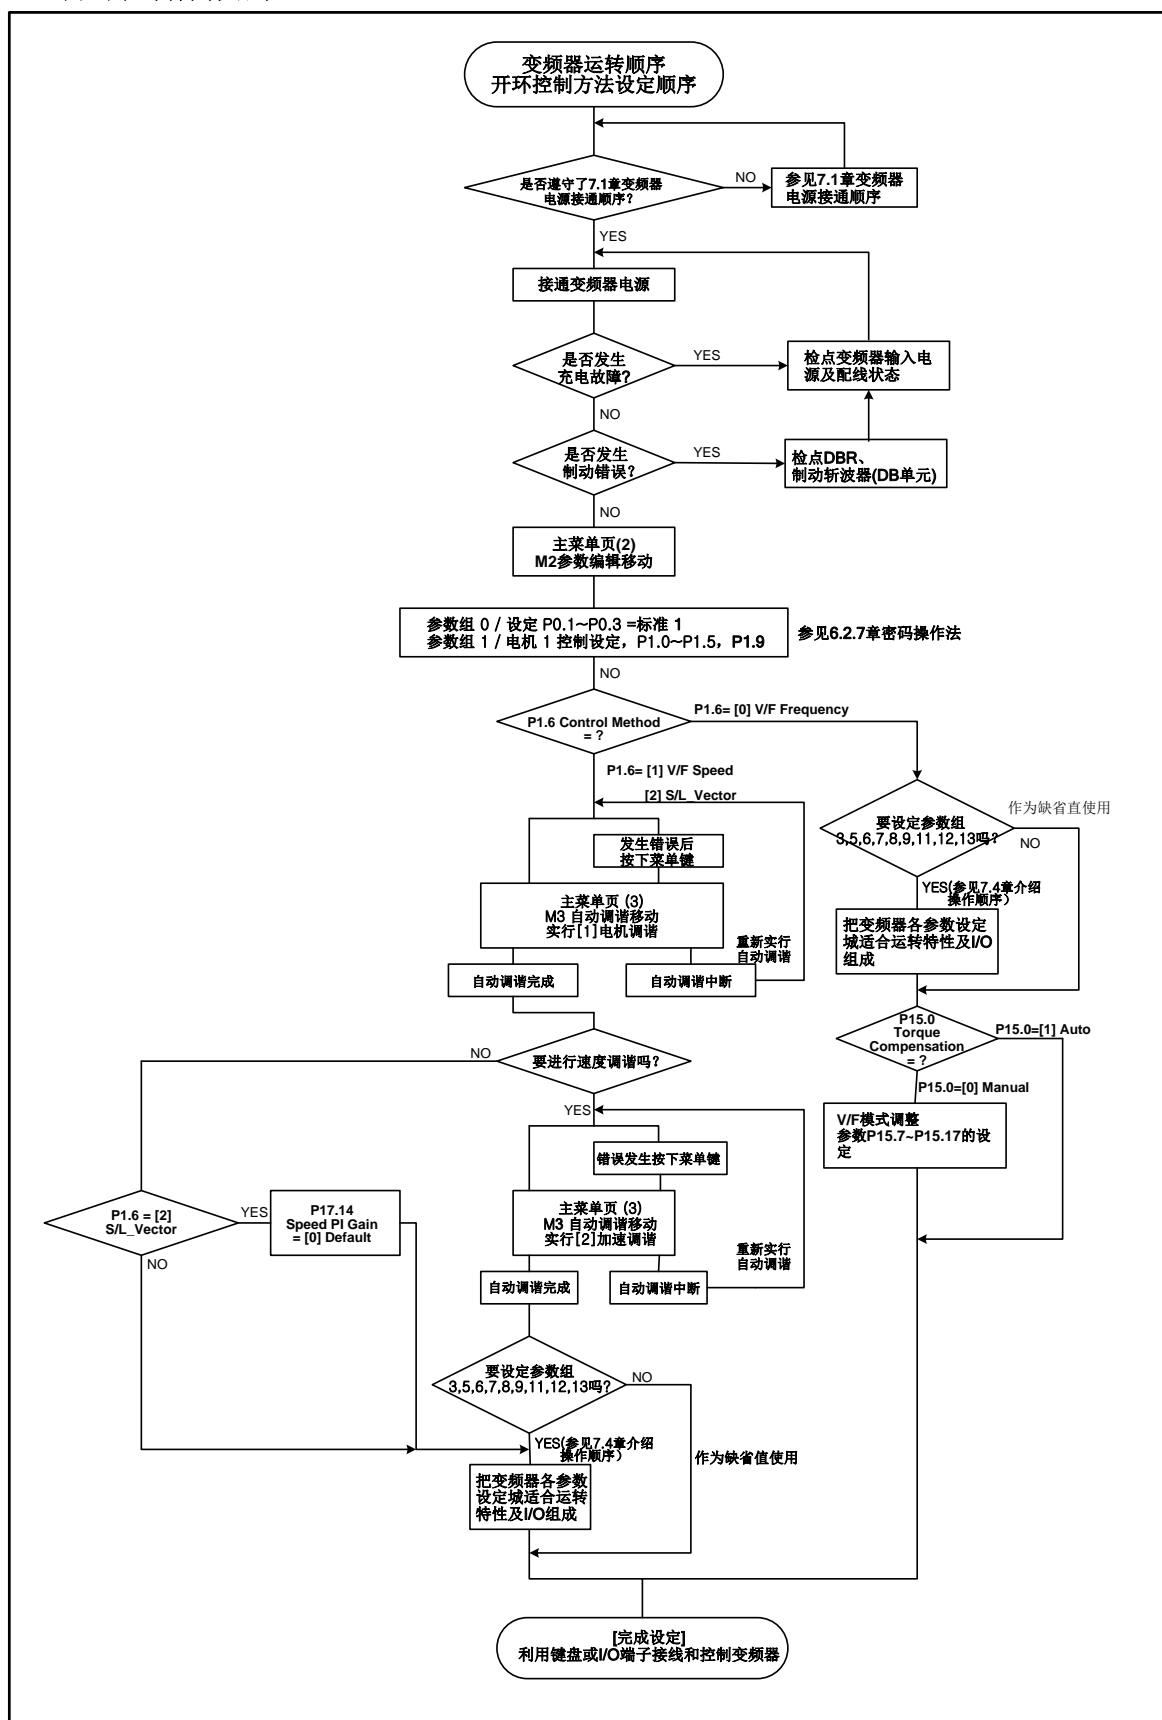 变频器运转顺序
开环控制方法设定顺序
是否遵守了7.1章变频器
电源接通顺序?
NO
参见7.1章变频器
电源接通顺序
YES
接通变频器电源
是否发生
充电故障?
YES
检点变频器输入电
源及配线状态
NO
是否发生
制动错误?
YES
检点DBR、
制动斩波器(DB单元)
NO
主菜单页(2)
M2参数编辑移动
参数组 0 / 设定 P0.1~P0.3 =标准 1
参数组 1 / 电机 1 控制设定，P1.0~P1.5，P1.9
参见6.2.7章密码操作法
NO
P1.6 Control Method
= ?
P1.6= [0] V/F Frequency
P1.6= [1] V/F Speed
[2] S/L_Vector
发生错误后
按下菜单键
主菜单页 (3)
M3 自动调谐移动
实行[1]电机调谐
重新实行
自动调谐
自动调谐完成
自动调谐中断
作为缺省直使用
要设定参数组
3,5,6,7,8,9,11,12,13吗?
NO
YES(参见7.4章介绍
操作顺序）
把变频器各参数设定
城适合运转特性及I/O
组成
P15.0
Torque
Compensation
= ?
P15.0=[1] Auto
P15.0=[0] Manual
V/F模式调整
参数P15.7~P15.17的设
定
要进行速度调谐吗?
NO
YES
错误发生按下菜单键
主菜单页 (3)
M3 自动调谐移动
实行[2]加速调谐
重新实行
自动调谐
自动调谐完成
自动调谐中断
P1.6 = [2]
S/L_Vector
YES
P17.14
Speed PI Gain
= [0] Default
NO
要设定参数组
3,5,6,7,8,9,11,12,13吗?
NO
YES(参见7.4章介绍
操作顺序）
作为缺省值使用
把变频器各参数
设定城适合运转
特性及I/O组成
[完成设定]
利用键盘或I/O端子接线和控制变频器